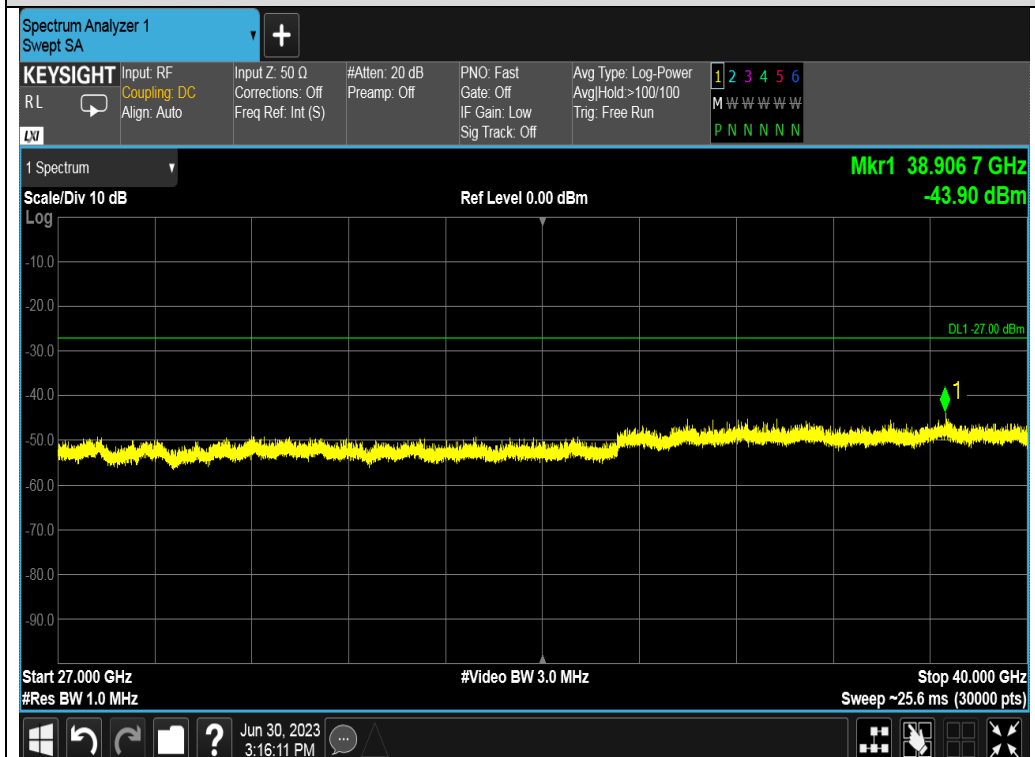 Spectrum Analyzer 1
Swept SA
+
KEYSIGHT
R L
LXI
Input: RF
Coupling: DC
Align: Auto
Input Z: 50 Ω
Corrections: Off
Freq Ref: Int (S)
#Atten: 20 dB
Preamp: Off
PNO: Fast
Gate: Off
IF Gain: Low
Sig Track: Off
Avg Type: Log-Power
Avg|Hold:>100/100
Trig: Free Run
1 2 3 4 5 6
M W W W W W
P N N N N N
1 Spectrum
Mkr1 38.906 7 GHz
Scale/Div 10 dB
Ref Level 0.00 dBm
-43.90 dBm
Log
-10.0
-20.0
DL1 -27.00 dBm
-30.0
-40.0
1
-50.0
-60.0
-70.0
-80.0
-90.0
Start 27.000 GHz
#Video BW 3.0 MHz
Stop 40.000 GHz
#Res BW 1.0 MHz
Sweep ~25.6 ms (30000 pts)
?
Jun 30, 2023
3:16:11 PM